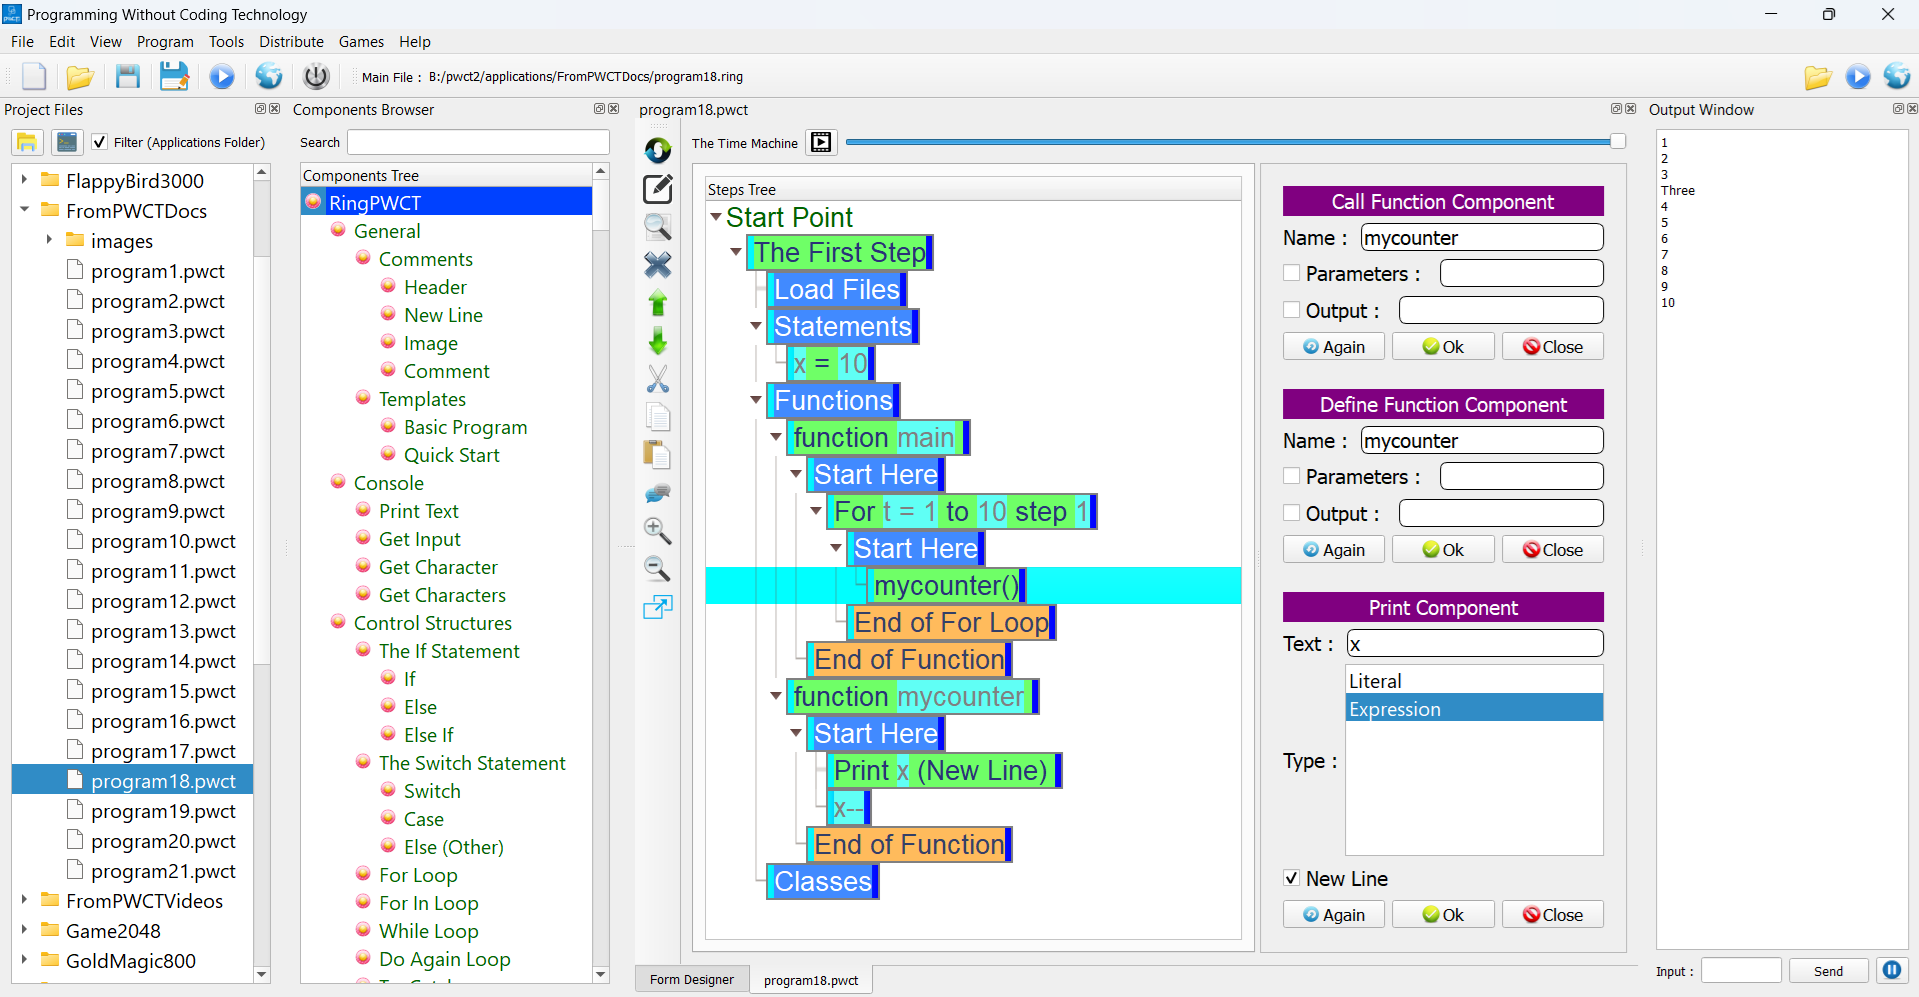 Programming Without Coding Technology
File Edit View Program Tools Distribute Games Help
Main File : B:/pwct2/applications/FromPWCTDocs/program18.ring
Project Files
Filter (Applications Folder)
FlappyBird3000
FromPWCTDocs
images
program1.pwct
program2.pwct
program3.pwct
program4.pwct
program5.pwct
program6.pwct
program7.pwct
program8.pwct
program9.pwct
program10.pwct
program11.pwct
program12.pwct
program13.pwct
program14.pwct
program15.pwct
program16.pwct
program17.pwct
program18.pwct
program19.pwct
program20.pwct
program21.pwct
FromPWCTVideos
Game2048
GoldMagic800
Components Browser
Search
Components Tree
RingPWCT
General
Comments
Header
New Line
Image
Comment
Templates
Basic Program
Quick Start
Console
Print Text
Get Input
Get Character
Get Characters
Control Structures
The If Statement
If
Else
Else If
The Switch Statement
Switch
Case
Else (Other)
For Loop
For In Loop
While Loop
Do Again Loop
program18.pwct
The Time Machine
Steps Tree
Start Point
The First Step
Load Files
Statements
x = 10
Functions
function main
Start Here
For t = 1 to 10 step 1
Start Here
mycounter()
End of For Loop
End of Function
function mycounter
Start Here
Print x (New Line)
x--
End of Function
Classes
Form Designer
program18.pwct
Call Function Component
Name : mycounter
Parameters :
Output :
Again Ok Close
Define Function Component
Name : mycounter
Parameters :
Output :
Again Ok Close
Print Component
Text : x
Literal
Expression
Type :
New Line
Again Ok Close
Output Window
1
2
3
Three
4
5
6
7
8
9
10
Input : Send